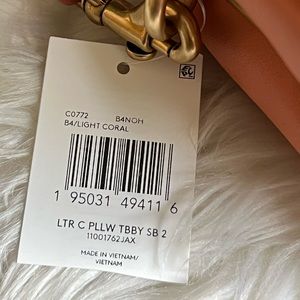 C0772 B4NOH
B4/LIGHT CORAL
1 95031 49411 6
LTR C PLLW TBBY SB 2
11001762JAX
MADE IN VIETNAM/
VIETNAM